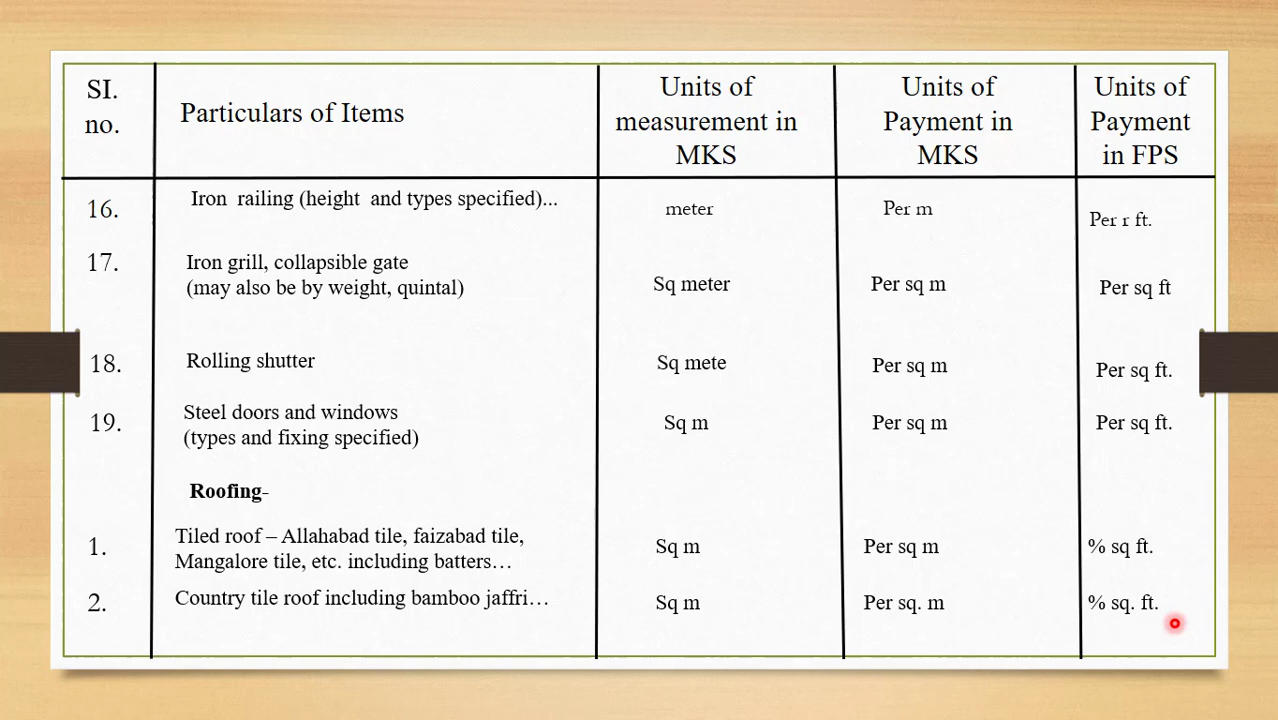 SI. no.
Particulars of Items
Units of measurement in MKS
Units of Payment in MKS
Units of Payment in FPS
16. Iron railing (height and types specified)... meter Per m Per r ft.
17. Iron grill, collapsible gate
(may also be by weight, quintal) Sq meter Per sq m Per sq ft
18. Rolling shutter Sq mete Per sq m Per sq ft.
19. Steel doors and windows
(types and fixing specified) Sq m Per sq m Per sq ft.
Roofing-
1. Tiled roof – Allahabad tile, faizabad tile,
Mangalore tile, etc. including batters… Sq m Per sq m % sq ft.
2. Country tile roof including bamboo jaffri… Sq m Per sq. m % sq. ft.